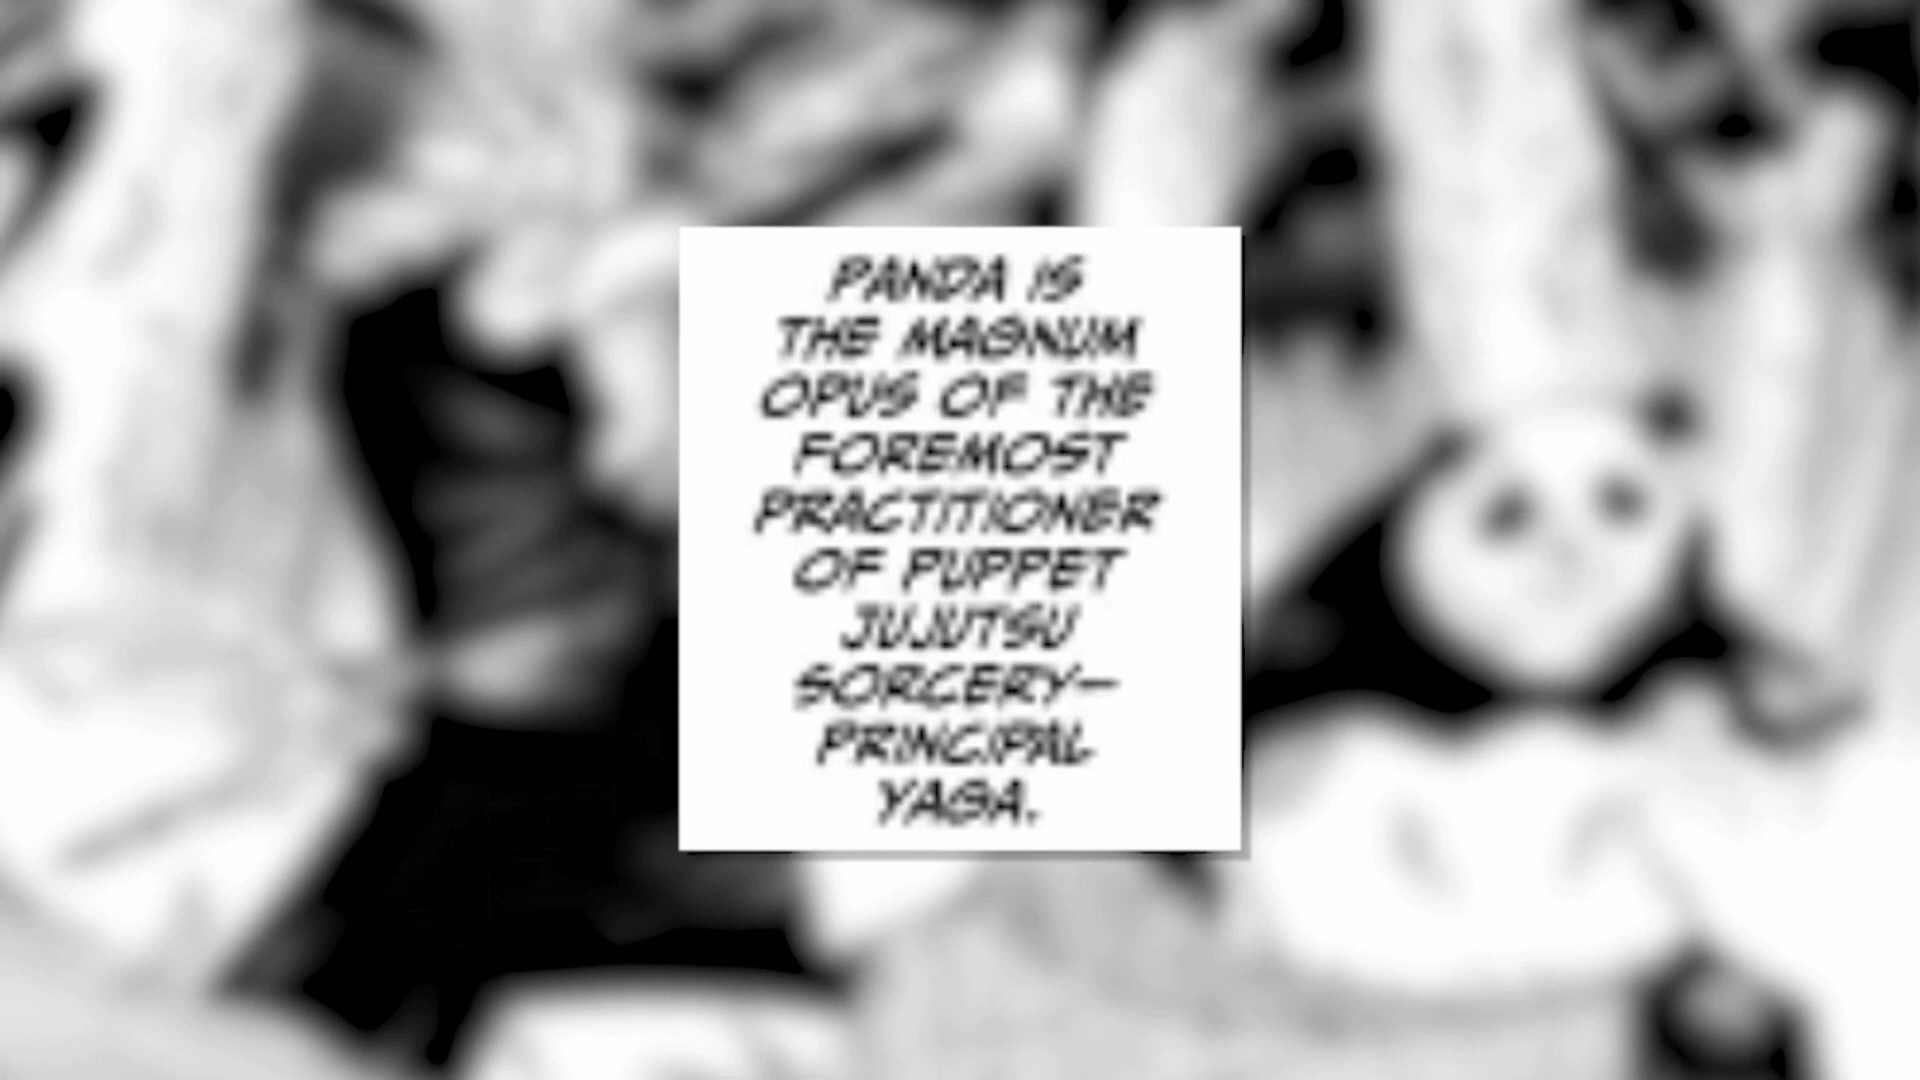 PANDA IS
THE MAGNUM
OPUS OF THE
FOREMOST
PRACTITIONER
OF PUPPET
JUJUTSU
SORCERY—
PRINCIPAL
YAGA.